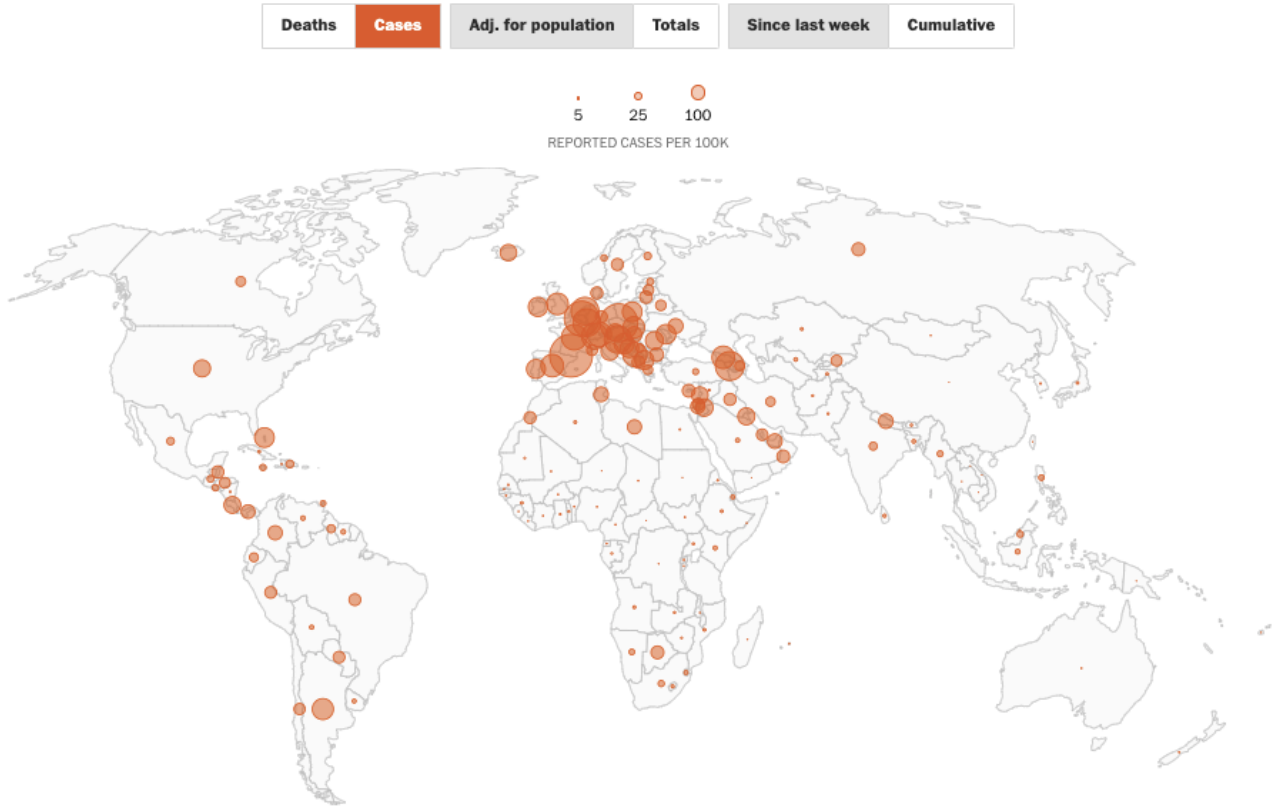 Deaths Cases Adj. for population Totals Since last week Cumulative
5 25 100
REPORTED CASES PER 100K